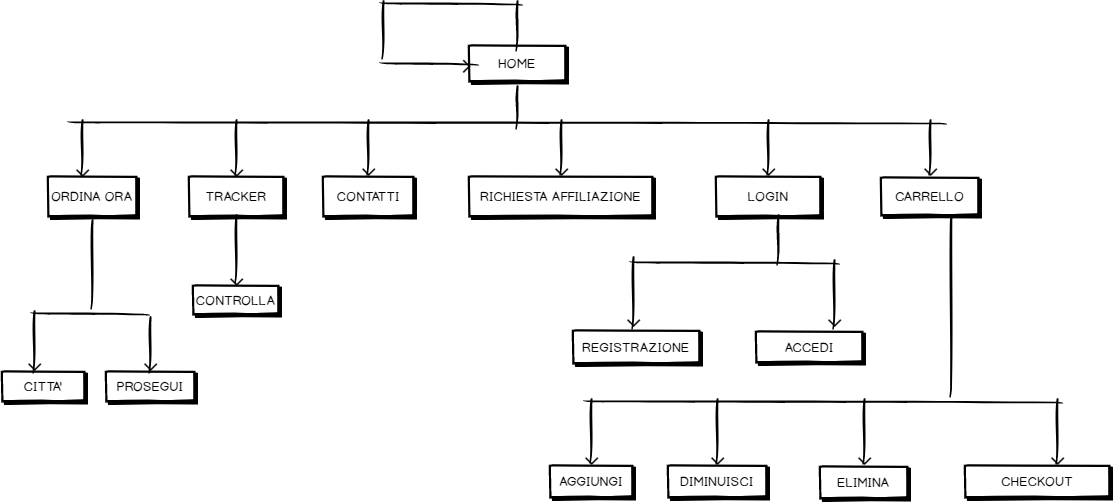 HOME
ORDINA ORA
TRACKER
CONTATTI
RICHIESTA AFFILIAZIONE
LOGIN
CARRELLO
CONTROLLA
REGISTRAZIONE
ACCEDI
CITTA'
PROSEGUI
AGGIUNGI
DIMINUISCI
ELIMINA
CHECKOUT